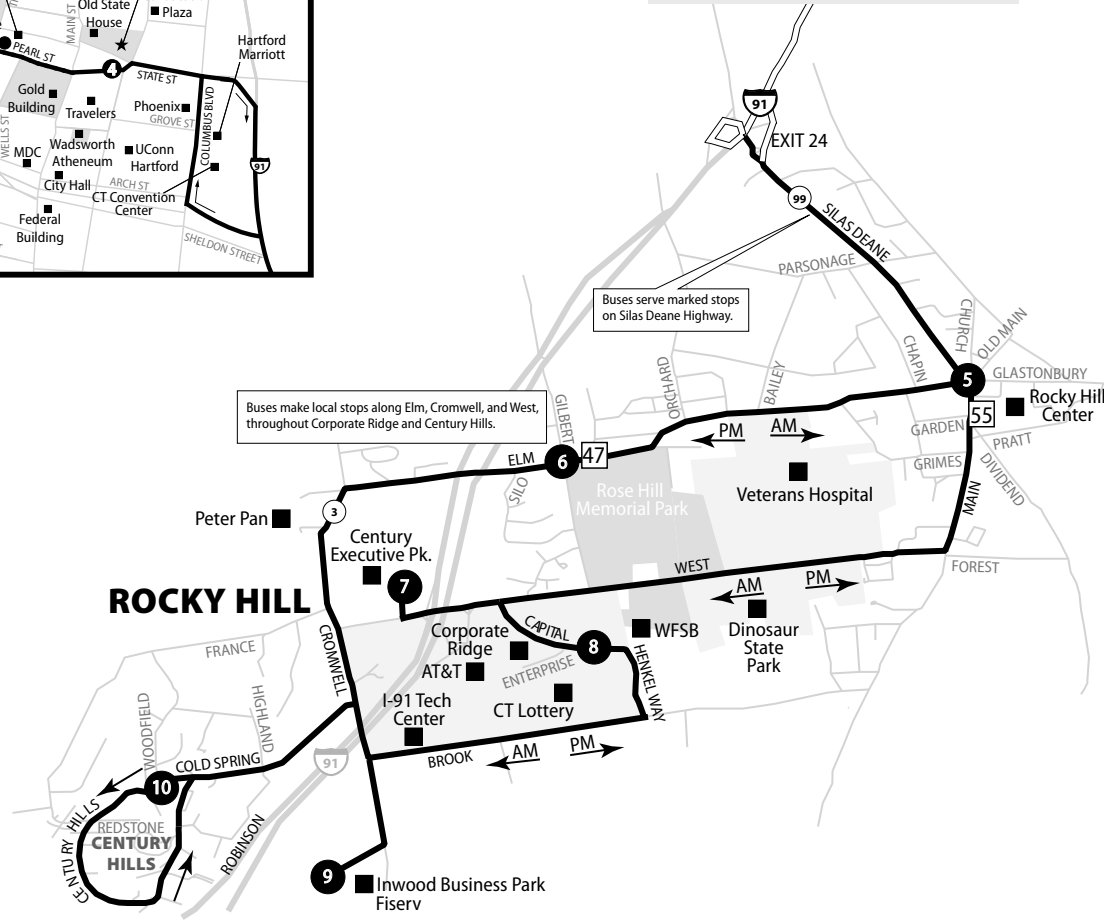 Old State
House
Plaza
MAIN ST
PEARL ST
4
STATE ST
Hartford
Marriott
Gold
Building
Travelers
Phoenix
GROVE ST
COLUMBUS BLVD
WELLS ST
MDC
Wadsworth
Atheneum
UConn
Hartford
91
City Hall
ARCH ST
CT Convention
Center
Federal
Building
SHELDON STREET
91
EXIT 24
99
SILAS DEANE
PARSONAGE
Buses serve marked stops
on Silas Deane Highway.
CHURCH
OLD MAIN
CHAPIN
GLASTONBURY
5
55
Rocky Hill
Center
ORCHARD
BAILEY
GILBERT
Buses make local stops along Elm, Cromwell, and West,
throughout Corporate Ridge and Century Hills.
PM
AM
GARDEN
PRATT
GRIMES
DIVIDEND
MAIN
ELM
6
47
SILO
Rose Hill
Memorial Park
Veterans Hospital
Peter Pan
3
Century
Executive Pk.
7
WEST
FOREST
AM
PM
ROCKY HILL
CROMWELL
CAPITAL
8
WFSB
Dinosaur
State
Park
Corporate
Ridge
AT&T
ENTERPRISE
HENKEL WAY
FRANCE
I-91 Tech
Center
CT Lottery
WOODFIELD
HIGHLAND
COLD SPRING
91
BROOK
AM
PM
10
CENTURY HILLS
REDSTONE
CENTURY
HILLS
ROBINSON
9
Inwood Business Park
Fiserv